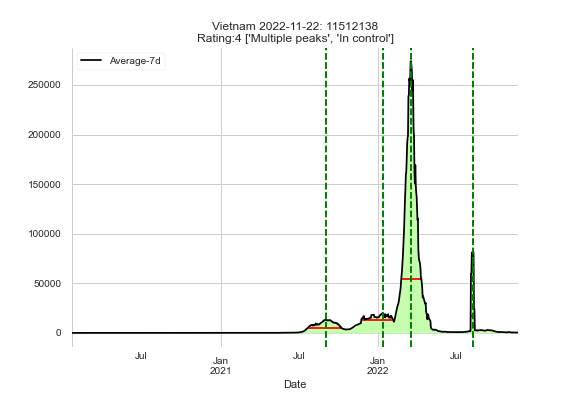 Vietnam 2022-11-22: 11512138
Rating:4 ['Multiple peaks', 'In control']
Average-7d
250000
200000
150000
100000
50000
0
Jul
Jan
2021
Jul
Jan
2022
Jul
Date